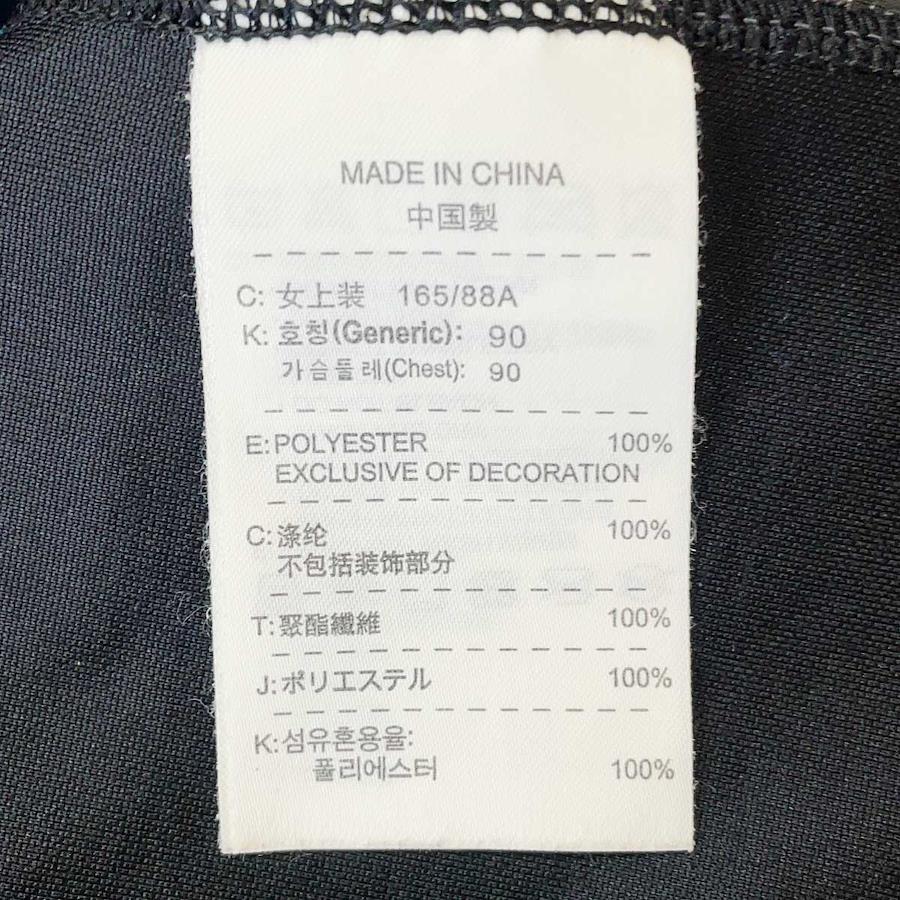 MADE IN CHINA
中国製
C: 女上装 165/88A
K: 호칭(Generic): 90
가슴둘레(Chest): 90
E: POLYESTER 100%
EXCLUSIVE OF DECORATION
C: 涤纶 100%
不包括装饰部分
T: 聚酯纖維 100%
J: ポリエステル 100%
K: 섬유혼용율:
폴리에스터 100%